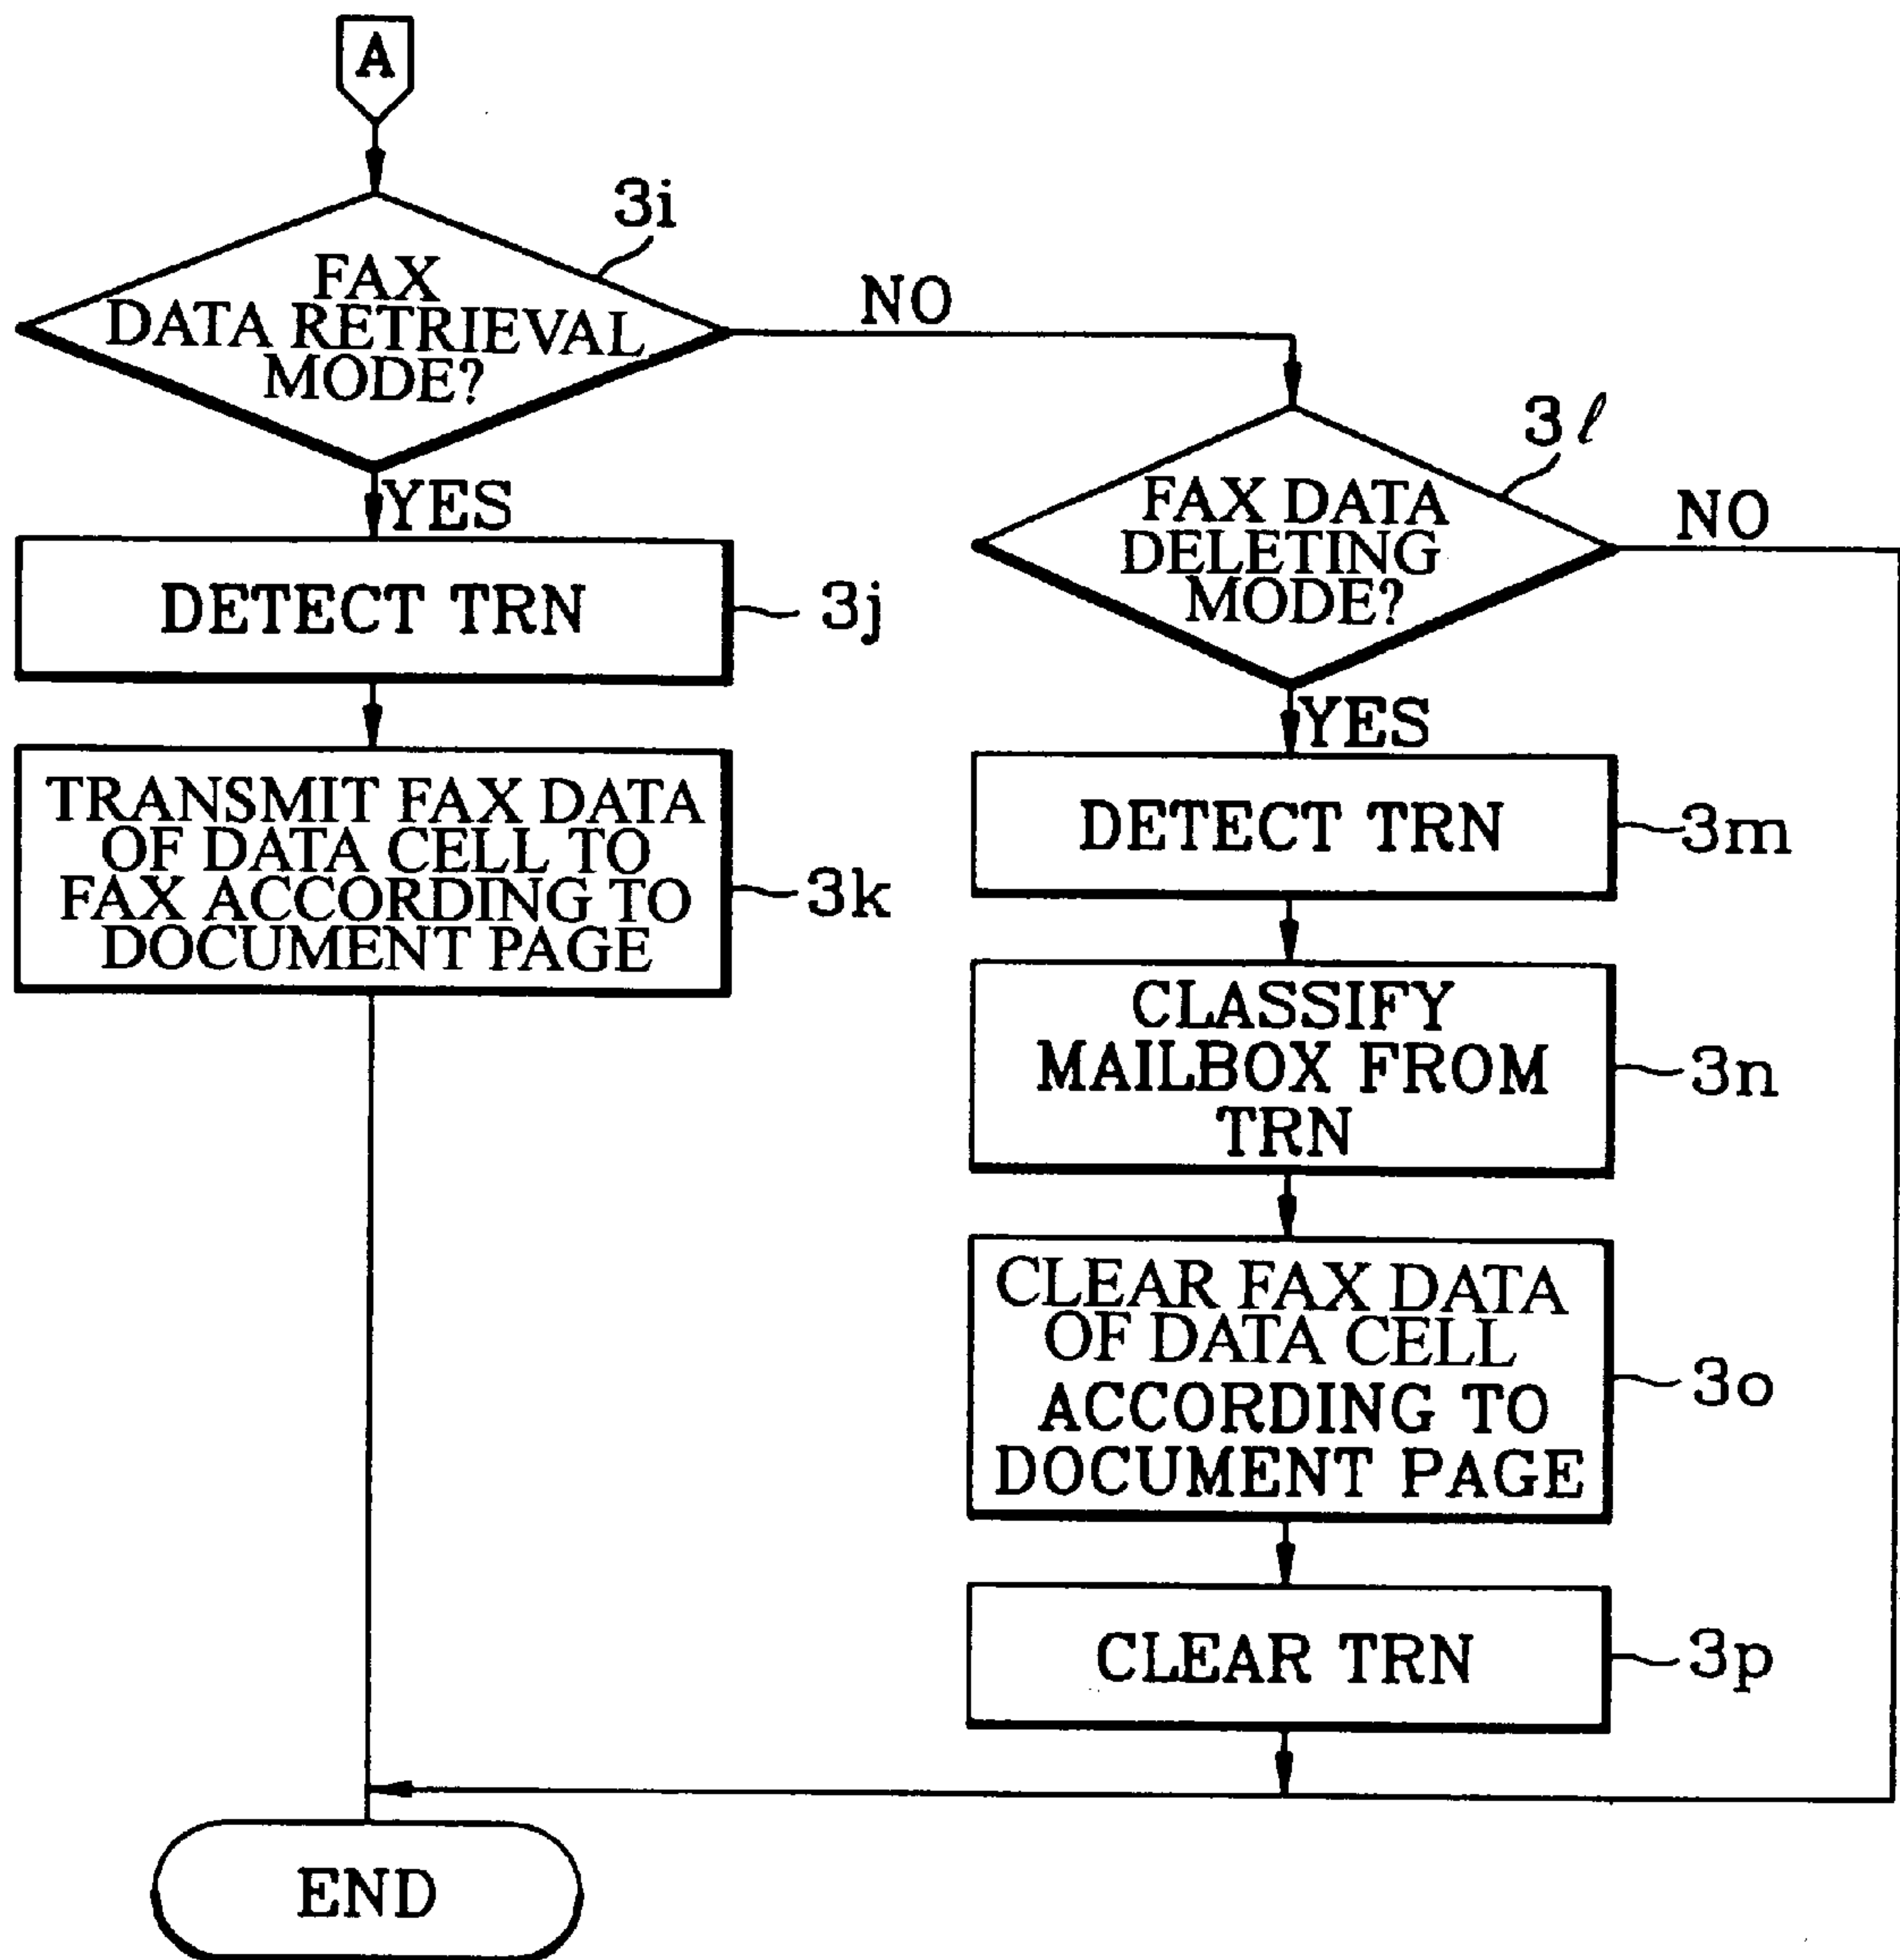 A
3i
FAX
DATA RETRIEVAL
MODE?
NO
YES
DETECT TRN
3j
TRANSMIT FAX DATA
OF DATA CELL TO
FAX ACCORDING TO
DOCUMENT PAGE
3k
3ℓ
FAX DATA
DELETING
MODE?
NO
YES
DETECT TRN
3m
CLASSIFY
MAILBOX FROM
TRN
3n
CLEAR FAX DATA
OF DATA CELL
ACCORDING TO
DOCUMENT PAGE
3o
CLEAR TRN
3p
END